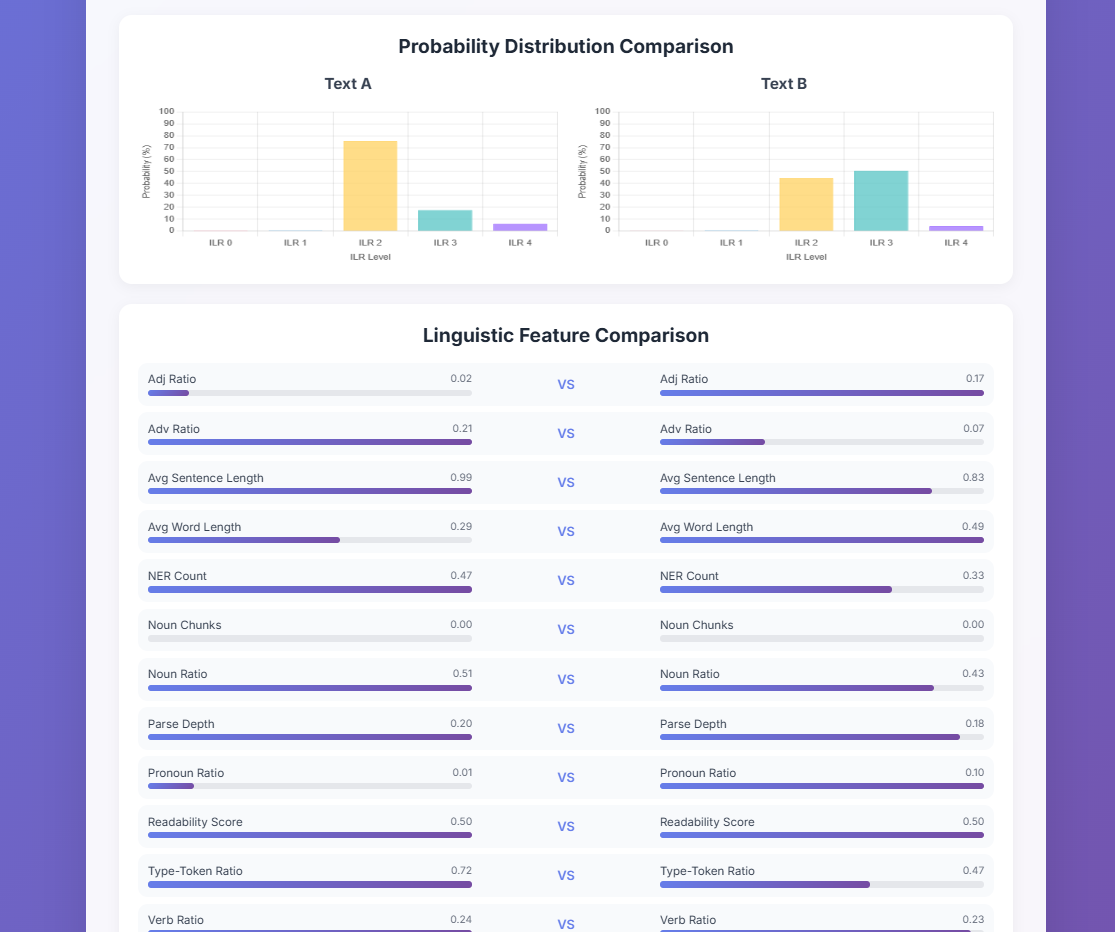 Probability Distribution Comparison
Text A
Text B
100
90
80
70
60
50
40
30
20
10
0
Probability (%)
ILR 0 ILR 1 ILR 2 ILR 3 ILR 4
ILR Level
100
90
80
70
60
50
40
30
20
10
0
Probability (%)
ILR 0 ILR 1 ILR 2 ILR 3 ILR 4
ILR Level
Linguistic Feature Comparison
Adj Ratio 0.02 VS Adj Ratio 0.17
Adv Ratio 0.21 VS Adv Ratio 0.07
Avg Sentence Length 0.99 VS Avg Sentence Length 0.83
Avg Word Length 0.29 VS Avg Word Length 0.49
NER Count 0.47 VS NER Count 0.33
Noun Chunks 0.00 VS Noun Chunks 0.00
Noun Ratio 0.51 VS Noun Ratio 0.43
Parse Depth 0.20 VS Parse Depth 0.18
Pronoun Ratio 0.01 VS Pronoun Ratio 0.10
Readability Score 0.50 VS Readability Score 0.50
Type-Token Ratio 0.72 VS Type-Token Ratio 0.47
Verb Ratio 0.24 VS Verb Ratio 0.23